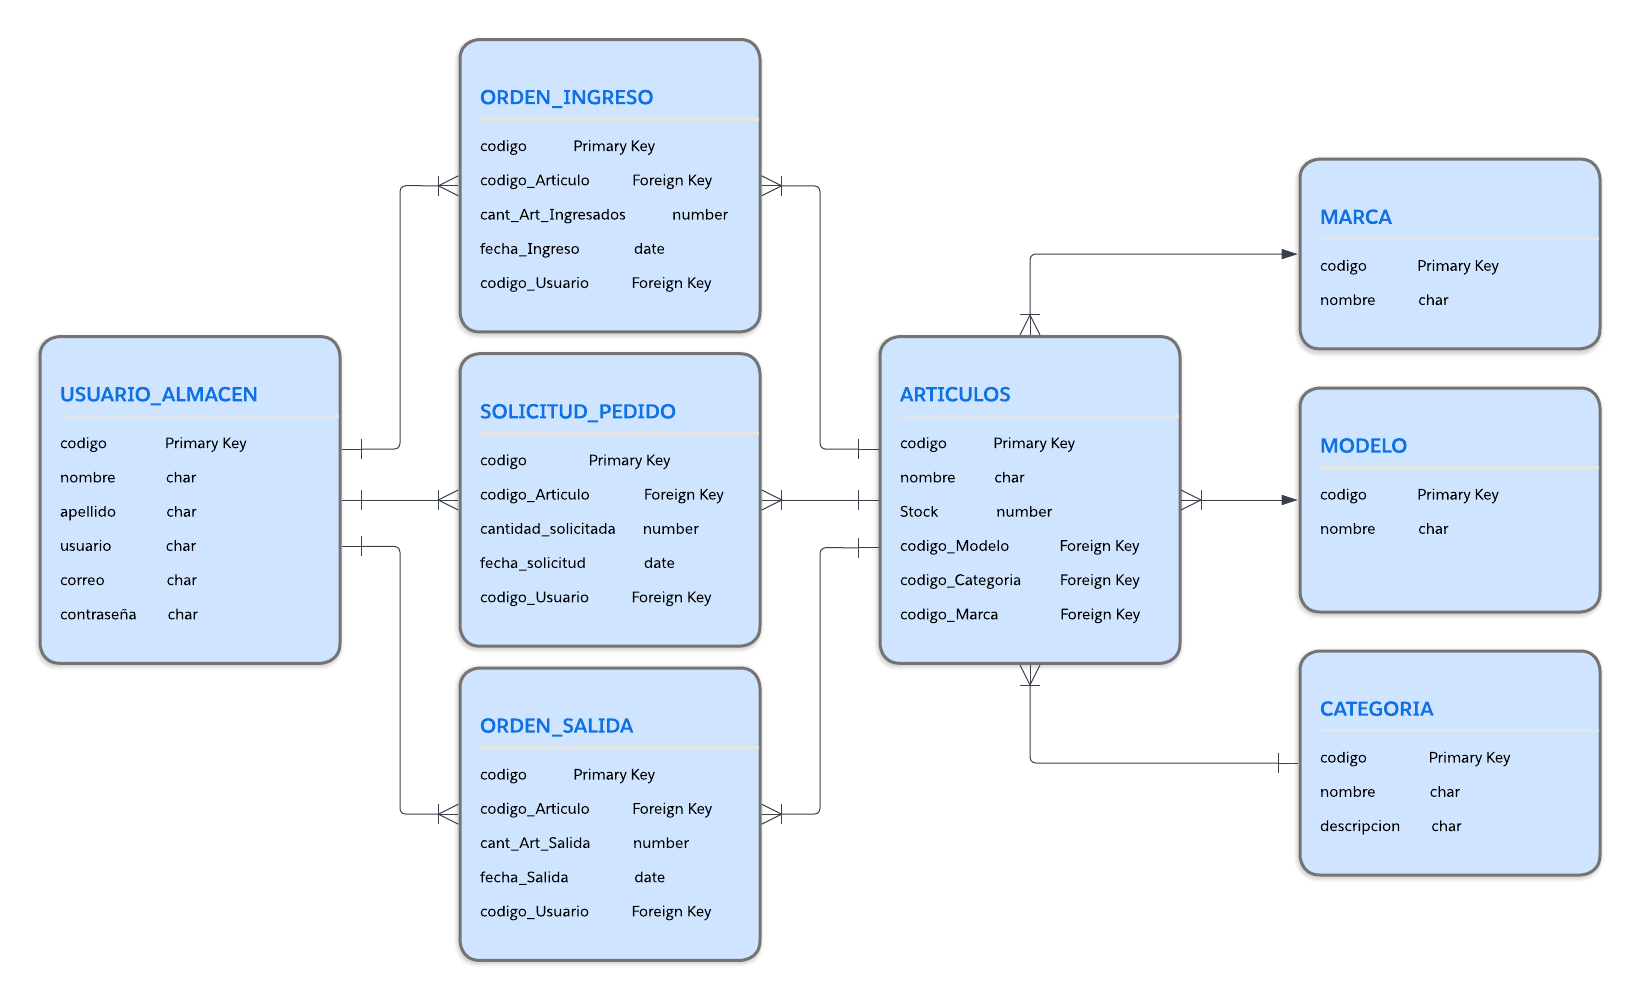 ORDEN_INGRESO
codigo Primary Key
codigo_Articulo Foreign Key
cant_Art_Ingresados number
fecha_Ingreso date
codigo_Usuario Foreign Key
USUARIO_ALMACEN
codigo Primary Key
nombre char
apellido char
usuario char
correo char
contraseña char
SOLICITUD_PEDIDO
codigo Primary Key
codigo_Articulo Foreign Key
cantidad_solicitada number
fecha_solicitud date
codigo_Usuario Foreign Key
ORDEN_SALIDA
codigo Primary Key
codigo_Articulo Foreign Key
cant_Art_Salida number
fecha_Salida date
codigo_Usuario Foreign Key
ARTICULOS
codigo Primary Key
nombre char
Stock number
codigo_Modelo Foreign Key
codigo_Categoria Foreign Key
codigo_Marca Foreign Key
MARCA
codigo Primary Key
nombre char
MODELO
codigo Primary Key
nombre char
CATEGORIA
codigo Primary Key
nombre char
descripcion char